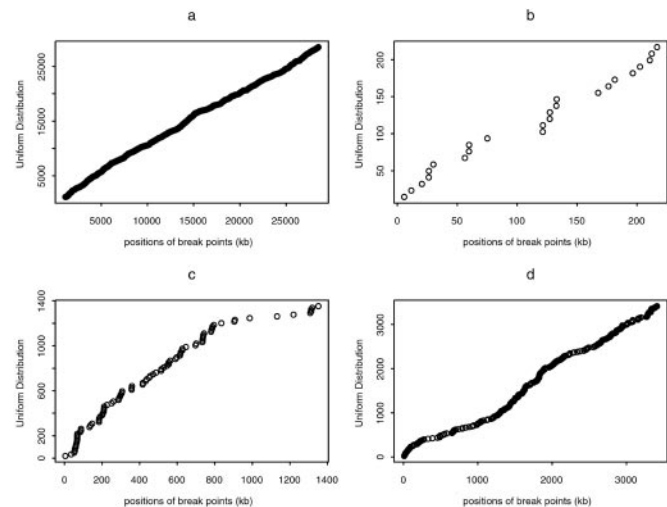 a
Uniform Distribution
25000
15000
5000
5000 10000 15000 20000 25000
positions of break points (kb)
b
Uniform Distribution
200
150
100
50
0 50 100 150 200
positions of break points (kb)
c
Uniform Distribution
1400
1000
600
200
0
0 200 400 600 800 1000 1200 1400
positions of break points (kb)
d
Uniform Distribution
3000
2000
1000
0
0 1000 2000 3000
positions of break points (kb)